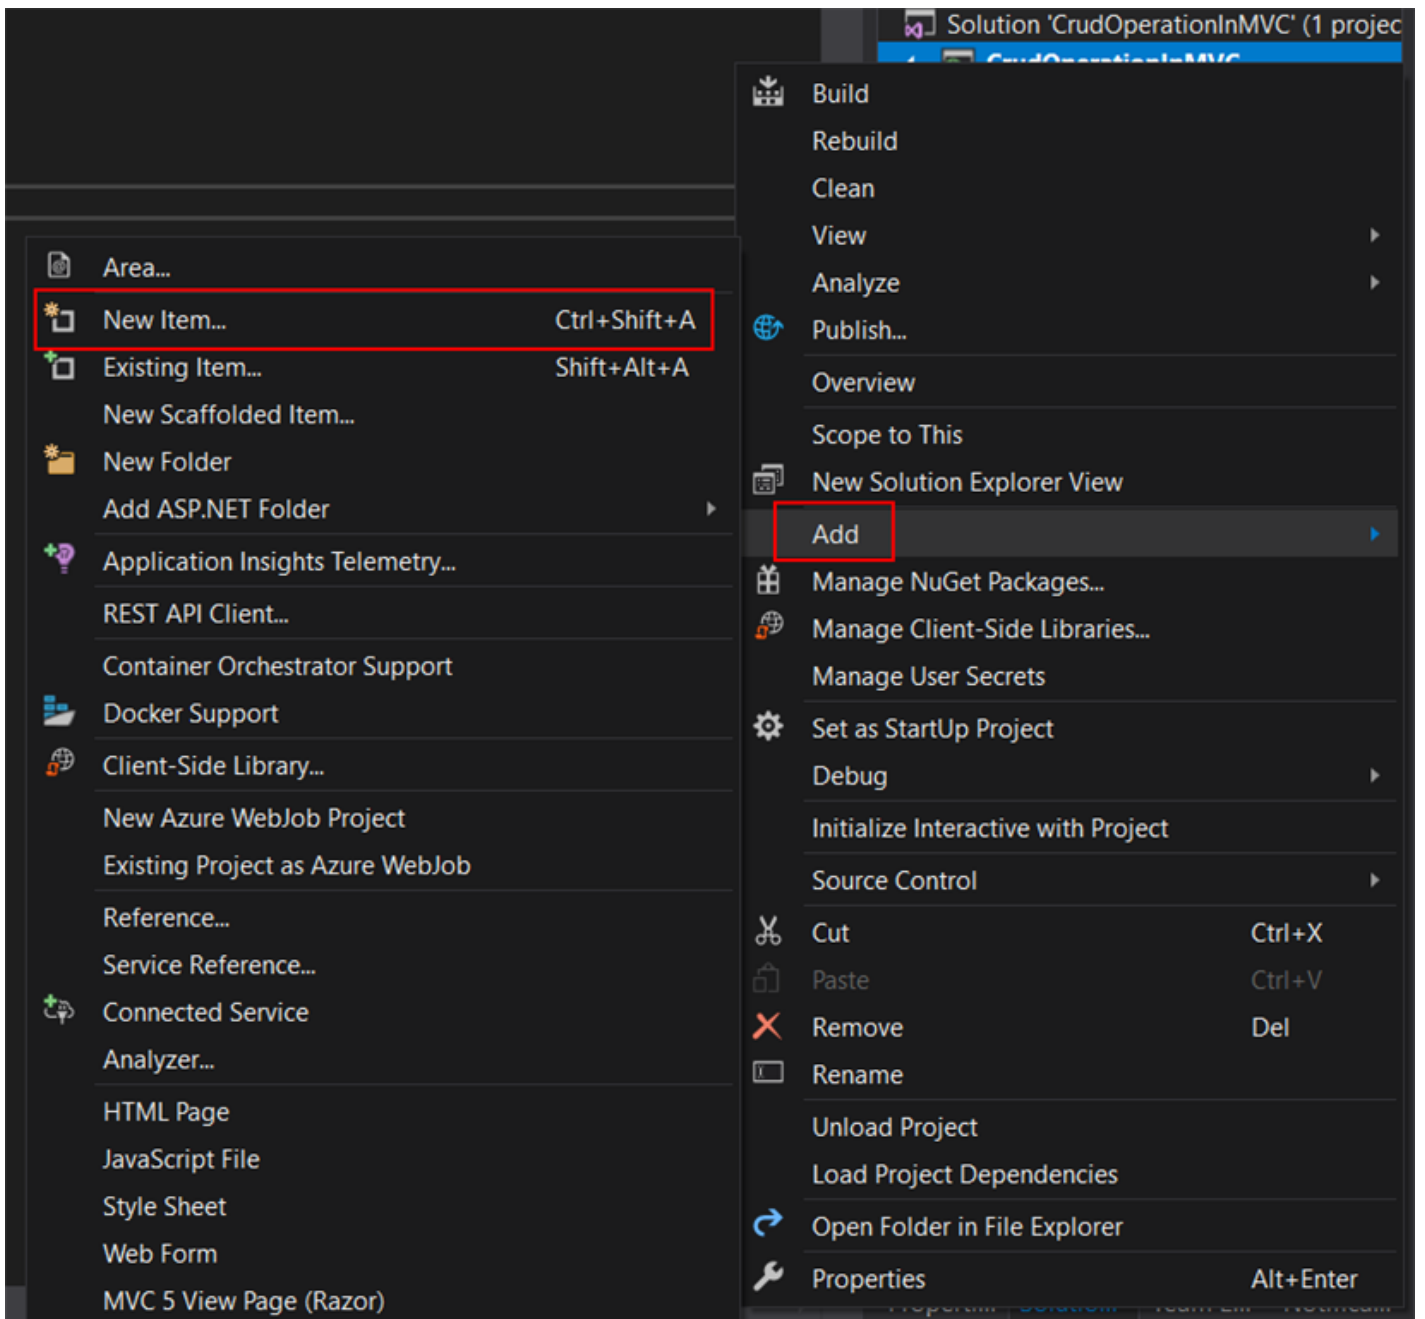 Solution 'CrudOperationInMVC' (1 projec
CrudOperationInMVC
Build
Rebuild
Clean
View
Analyze
Publish...
Overview
Scope to This
New Solution Explorer View
Add
Manage NuGet Packages...
Manage Client-Side Libraries...
Manage User Secrets
Set as StartUp Project
Debug
Initialize Interactive with Project
Source Control
Cut Ctrl+X
Paste Ctrl+V
Remove Del
Rename
Unload Project
Load Project Dependencies
Open Folder in File Explorer
Properties Alt+Enter
Area...
New Item... Ctrl+Shift+A
Existing Item... Shift+Alt+A
New Scaffolded Item...
New Folder
Add ASP.NET Folder
Application Insights Telemetry...
REST API Client...
Container Orchestrator Support
Docker Support
Client-Side Library...
New Azure WebJob Project
Existing Project as Azure WebJob
Reference...
Service Reference...
Connected Service
Analyzer...
HTML Page
JavaScript File
Style Sheet
Web Form
MVC 5 View Page (Razor)